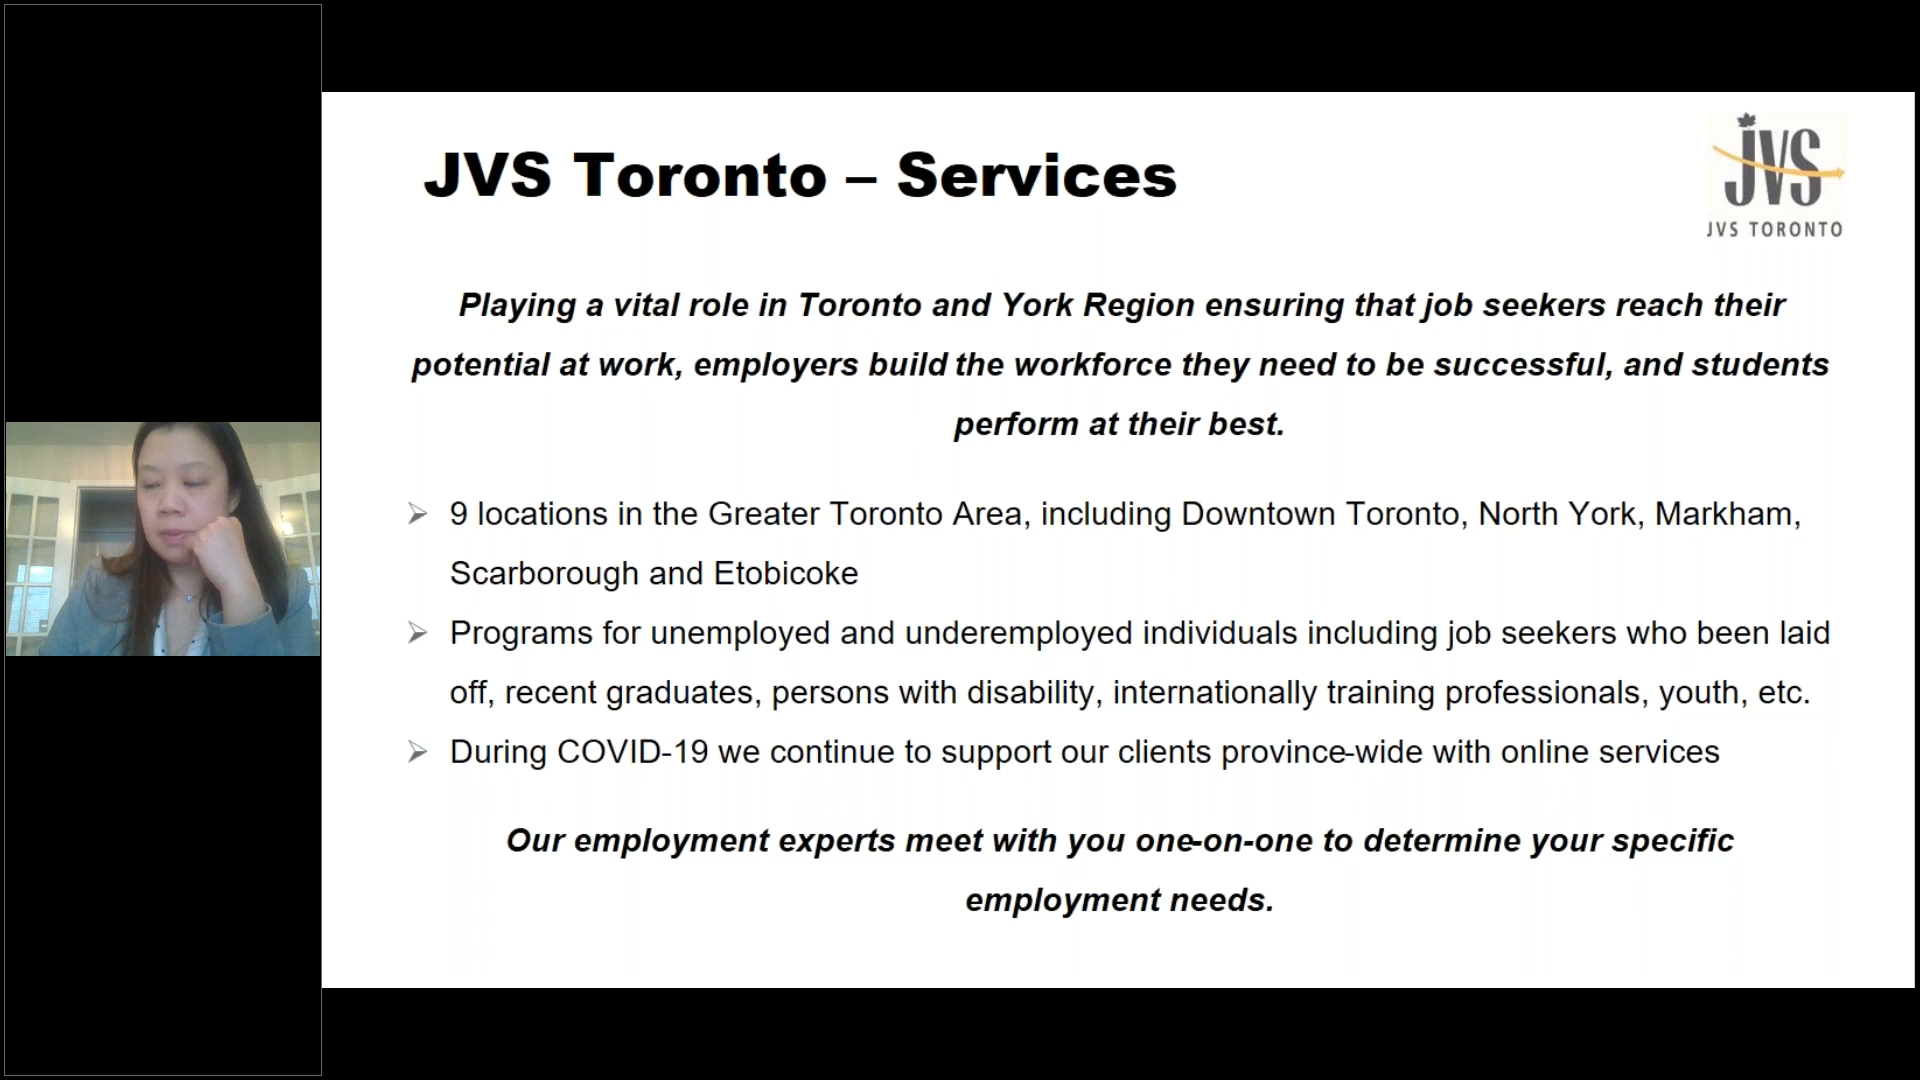 JVS Toronto – Services
JVS
JVS TORONTO
Playing a vital role in Toronto and York Region ensuring that job seekers reach their
potential at work, employers build the workforce they need to be successful, and students
perform at their best.
9 locations in the Greater Toronto Area, including Downtown Toronto, North York, Markham,
Scarborough and Etobicoke
Programs for unemployed and underemployed individuals including job seekers who been laid
off, recent graduates, persons with disability, internationally training professionals, youth, etc.
During COVID-19 we continue to support our clients province-wide with online services
Our employment experts meet with you one-on-one to determine your specific
employment needs.